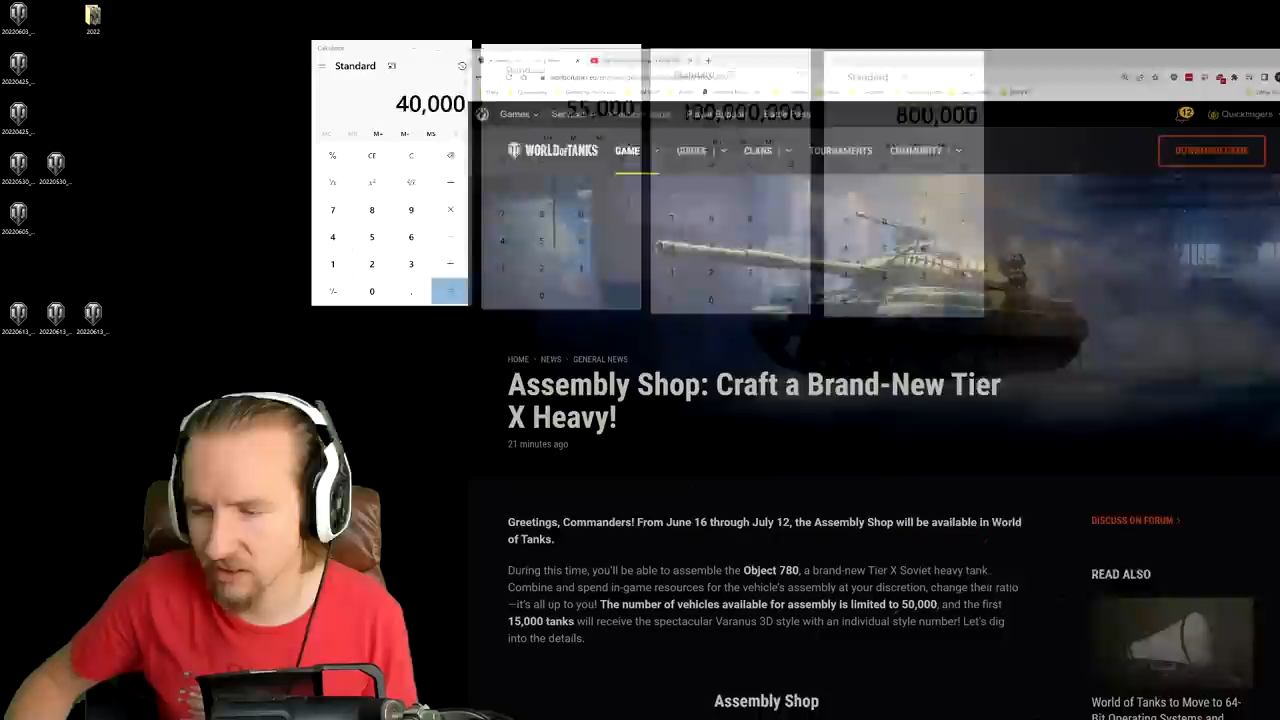 20220603_...
2022
20220425...
20220425...
20220530_...
20220530_...
20220605_...
20220613_...
20220613_...
20220613_...
Calculator
Standard
40,000
MC MR M+ M- MS
% CE C
7 8 9 ×
4 5 6
1 2 3 +
+/- 0 .
55,000
Standard
800,000
Games
12
Quickfingers
WORLD OF TANKS
GAME
GUIDES
CLANS
TOURNAMENTS
COMMUNITY
DOWNLOAD GAME
HOME · NEWS · GENERAL NEWS
Assembly Shop: Craft a Brand-New Tier
X Heavy!
21 minutes ago
Greetings, Commanders! From June 16 through July 12, the Assembly Shop will be available in World
of Tanks.
During this time, you'll be able to assemble the Object 780, a brand-new Tier X Soviet heavy tank.
Combine and spend in-game resources for the vehicle's assembly at your discretion, change their ratio
—it's all up to you! The number of vehicles available for assembly is limited to 50,000, and the first
15,000 tanks will receive the spectacular Varanus 3D style with an individual style number! Let's dig
into the details.
Assembly Shop
DISCUSS ON FORUM
READ ALSO
World of Tanks to Move to 64-
Bit Operating Systems and